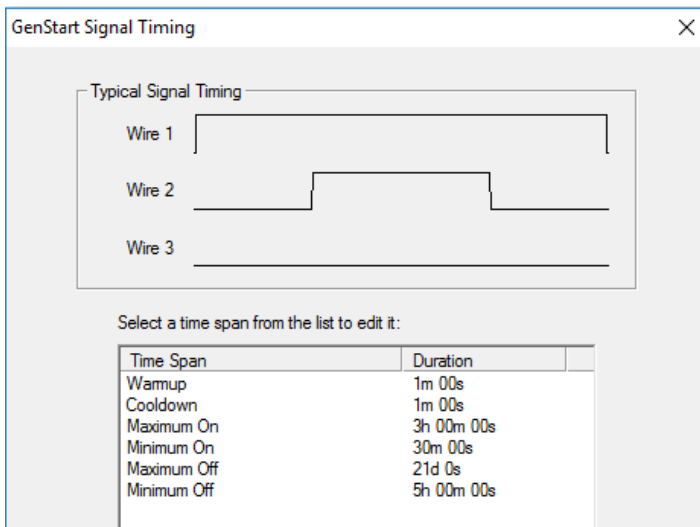 GenStart Signal Timing
Typical Signal Timing
Wire 1
Wire 2
Wire 3
Select a time span from the list to edit it:
Time Span Duration
Warmup 1m 00s
Cooldown 1m 00s
Maximum On 3h 00m 00s
Minimum On 30m 00s
Maximum Off 21d 0s
Minimum Off 5h 00m 00s